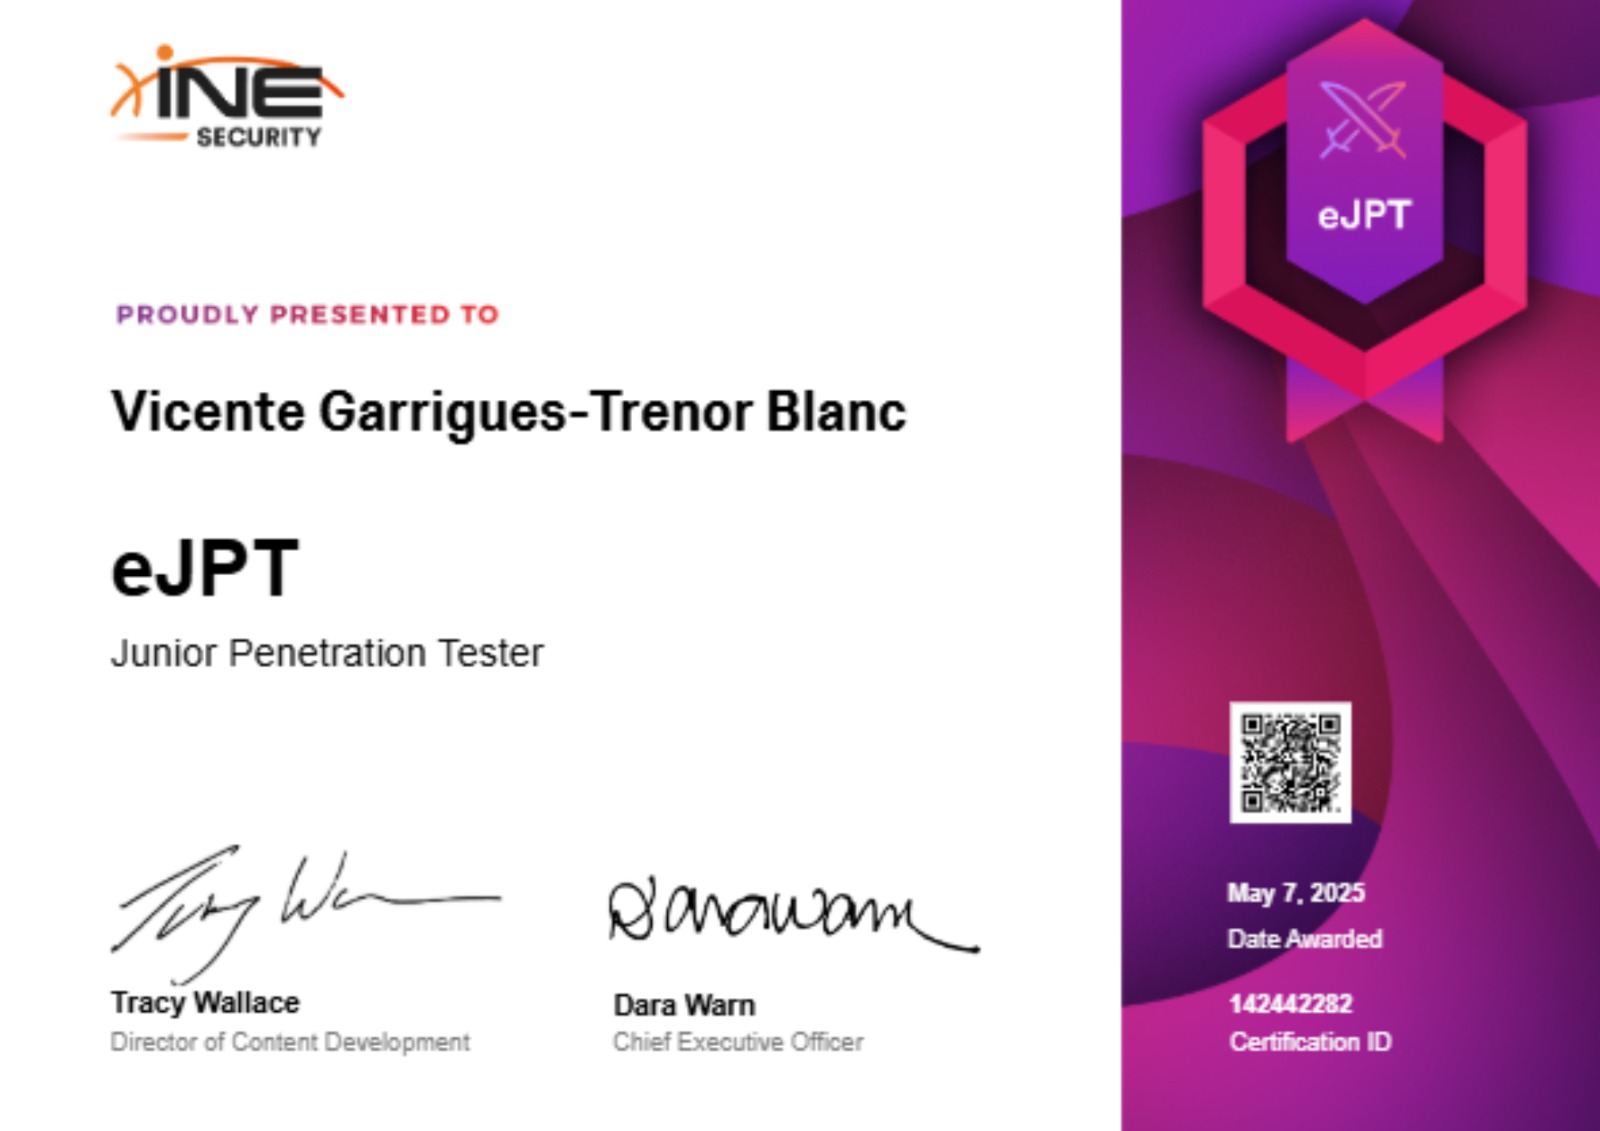 INE
SECURITY
PROUDLY PRESENTED TO
Vicente Garrigues-Trenor Blanc
eJPT
Junior Penetration Tester
Tracy Wallace
Director of Content Development
Dara Warn
Chief Executive Officer
eJPT
May 7, 2025
Date Awarded
142442282
Certification ID